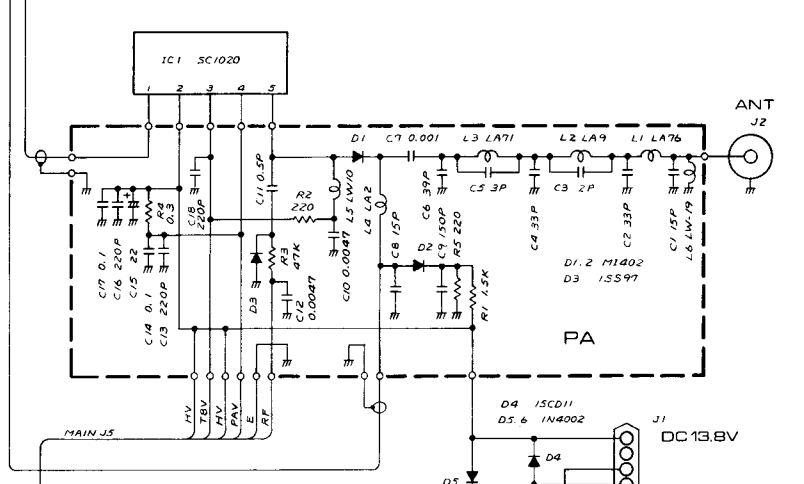 IC1 SC1020
1 2 3 4 5
ANT
J2
D1
C7 0.001
L3 LA71
L2 LA9
L1 LA76
C5 3P
C3 2P
C18 220P
C11 0.5P
R2 220
L5 LW10
L4 LA2
C6 39P
C4 33P
C2 33P
C1 15P
L6 LW-19
R4 0.3
C17 0.1
C16 220P
C15 22
+
C14 0.1
C13 220P
D3
R3 47K
C12 0.0047
C10 0.0047
C8 15P
D2
C9 150P
R5 220
R1 1.5K
D1.2 MI402
D3 1SS97
PA
HV
T8V
HV
PAV
E
RF
MAIN J5
D4 15CD11
D5.6 1N4002
J1
DC 13.8V
D4
D5